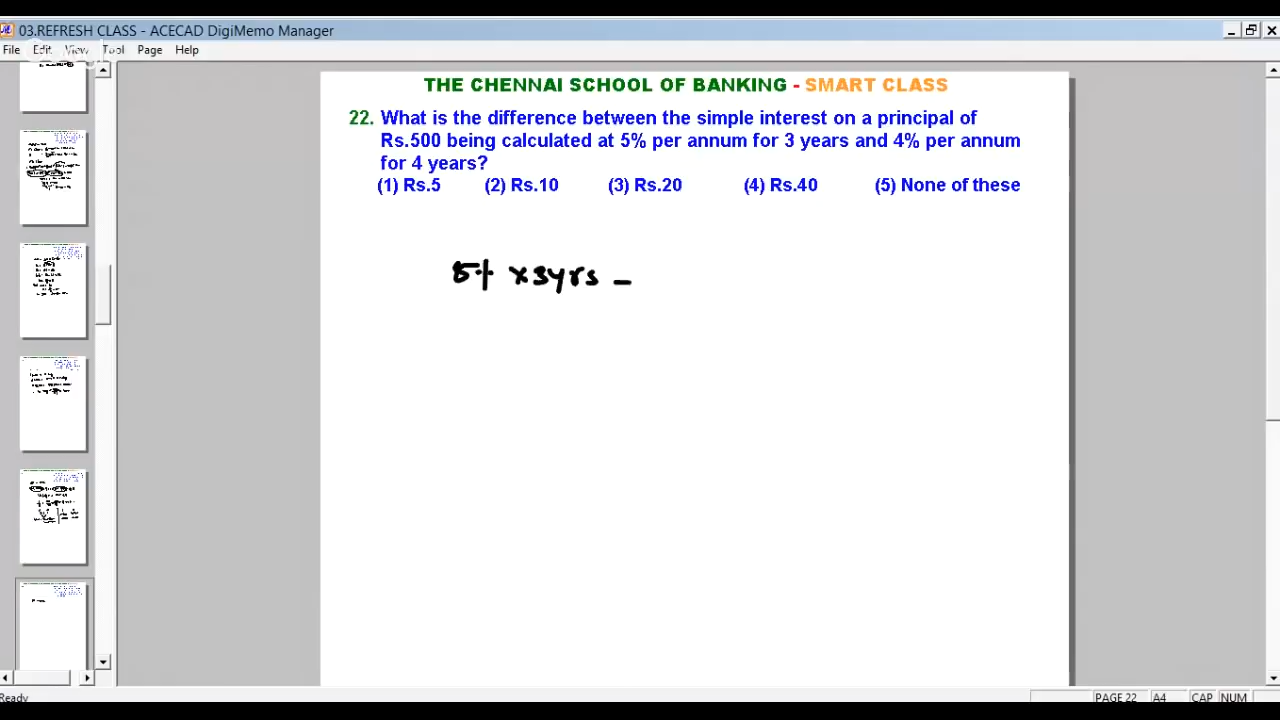 03.REFRESH CLASS - ACECAD DigiMemo Manager
File Edit View Tool Page Help
THE CHENNAI SCHOOL OF BANKING - SMART CLASS
22. What is the difference between the simple interest on a principal of
Rs.500 being calculated at 5% per annum for 3 years and 4% per annum
for 4 years?
(1) Rs.5 (2) Rs.10 (3) Rs.20 (4) Rs.40 (5) None of these
5% x3yrs –
Ready PAGE 22 A4 CAP NUM